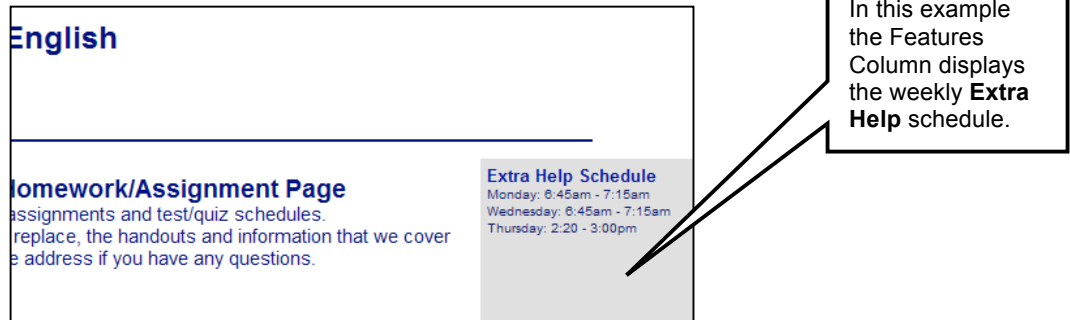 English
Homework/Assignment Page
assignments and test/quiz schedules.
replace, the handouts and information that we cover
address if you have any questions.
Extra Help Schedule
Monday: 6:45am - 7:15am
Wednesday: 6:45am - 7:15am
Thursday: 2:20 - 3:00pm
In this example
the Features
Column displays
the weekly Extra
Help schedule.